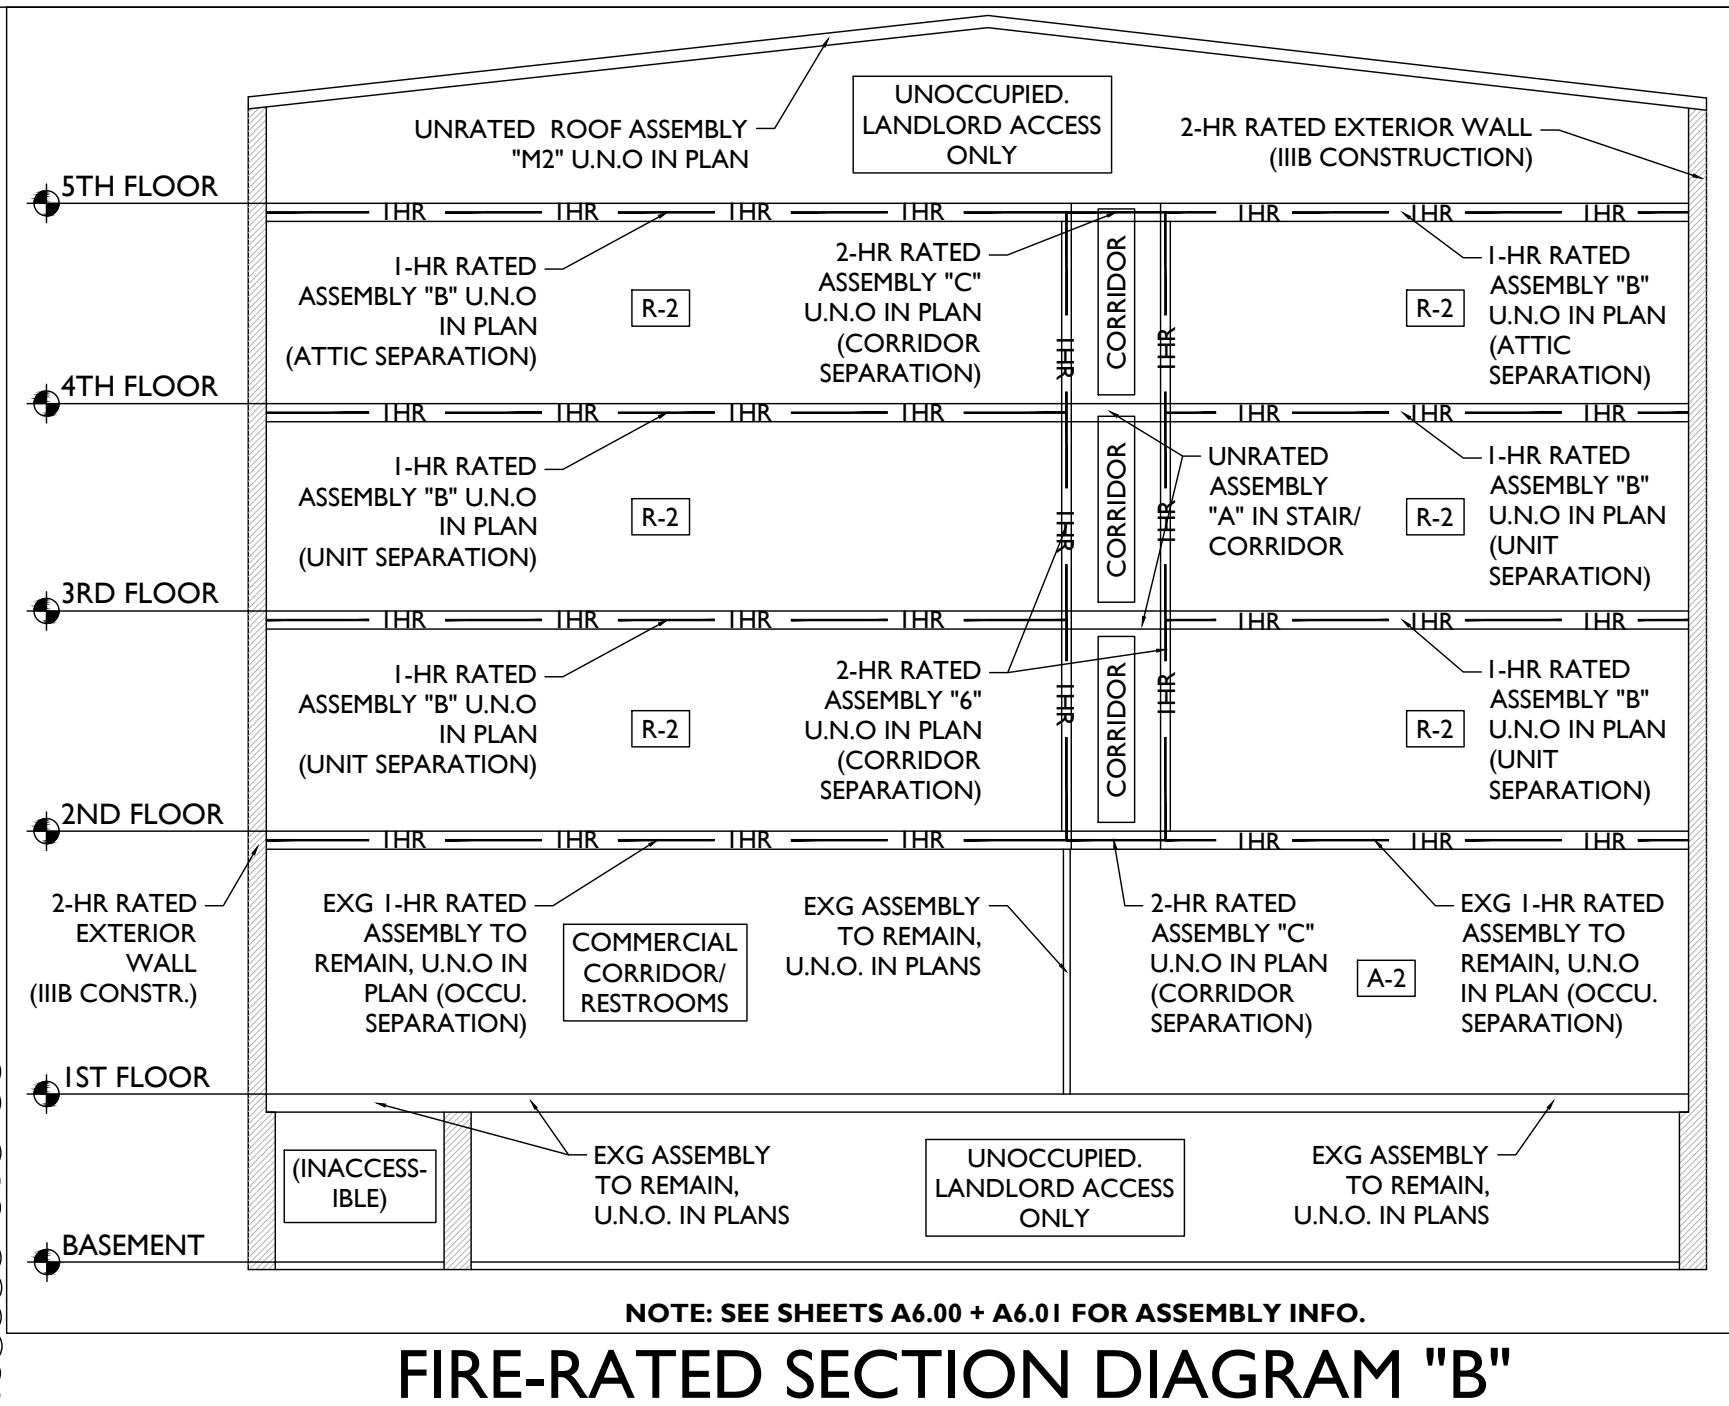 UNOCCUPIED.
LANDLORD ACCESS
ONLY
UNRATED ROOF ASSEMBLY
"M2" U.N.O IN PLAN
2-HR RATED EXTERIOR WALL
(IIIB CONSTRUCTION)
5TH FLOOR
1HR 1HR 1HR 1HR 1HR 1HR 1HR
1-HR RATED
ASSEMBLY "B" U.N.O
IN PLAN
(ATTIC SEPARATION)
R-2
2-HR RATED
ASSEMBLY "C"
U.N.O IN PLAN
(CORRIDOR
SEPARATION)
1HR
CORRIDOR
1HR
R-2
1-HR RATED
ASSEMBLY "B"
U.N.O IN PLAN
(ATTIC
SEPARATION)
4TH FLOOR
1HR 1HR 1HR 1HR 1HR 1HR 1HR
1-HR RATED
ASSEMBLY "B" U.N.O
IN PLAN
(UNIT SEPARATION)
R-2
1HR
CORRIDOR
1HR
UNRATED
ASSEMBLY
"A" IN STAIR/
CORRIDOR
R-2
1-HR RATED
ASSEMBLY "B"
U.N.O IN PLAN
(UNIT
SEPARATION)
3RD FLOOR
1HR 1HR 1HR 1HR 1HR 1HR 1HR
1-HR RATED
ASSEMBLY "B" U.N.O
IN PLAN
(UNIT SEPARATION)
R-2
2-HR RATED
ASSEMBLY "6"
U.N.O IN PLAN
(CORRIDOR
SEPARATION)
1HR
CORRIDOR
1HR
R-2
1-HR RATED
ASSEMBLY "B"
U.N.O IN PLAN
(UNIT
SEPARATION)
2ND FLOOR
1HR 1HR 1HR 1HR 1HR 1HR 1HR
2-HR RATED
EXTERIOR
WALL
(IIIB CONSTR.)
EXG 1-HR RATED
ASSEMBLY TO
REMAIN, U.N.O IN
PLAN (OCCU.
SEPARATION)
COMMERCIAL
CORRIDOR/
RESTROOMS
EXG ASSEMBLY
TO REMAIN,
U.N.O. IN PLANS
2-HR RATED
ASSEMBLY "C"
U.N.O IN PLAN
(CORRIDOR
SEPARATION)
A-2
EXG 1-HR RATED
ASSEMBLY TO
REMAIN, U.N.O
IN PLAN (OCCU.
SEPARATION)
1ST FLOOR
(INACCESS-
IBLE)
EXG ASSEMBLY
TO REMAIN,
U.N.O. IN PLANS
UNOCCUPIED.
LANDLORD ACCESS
ONLY
EXG ASSEMBLY
TO REMAIN,
U.N.O. IN PLANS
BASEMENT
NOTE: SEE SHEETS A6.00 + A6.01 FOR ASSEMBLY INFO.
FIRE-RATED SECTION DIAGRAM "B"